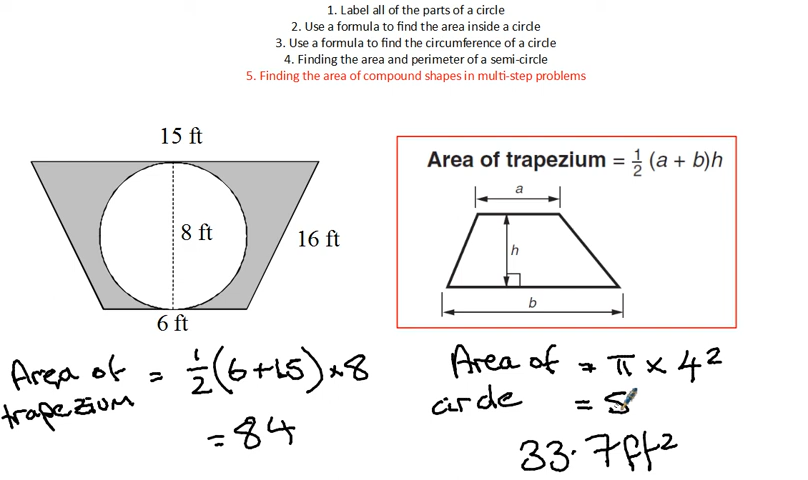 1. Label all of the parts of a circle
2. Use a formula to find the area inside a circle
3. Use a formula to find the circumference of a circle
4. Finding the area and perimeter of a semi-circle
5. Finding the area of compound shapes in multi-step problems
15 ft
8 ft
16 ft
6 ft
Area of trapezium = 1/2 (a + b)h
a
h
b
Area of trapezium = 1/2 (6+15) × 8
= 84
Area of circle = π × 4²
= 5
33.7ft²